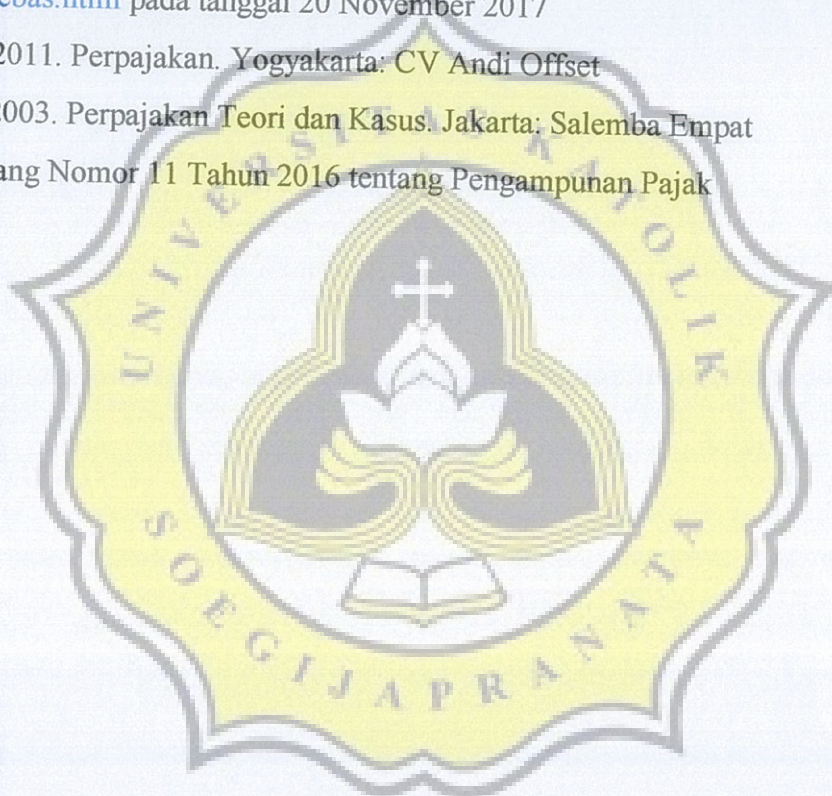 ebas.html pada tanggal 20 November 2017
2011. Perpajakan. Yogyakarta: CV Andi Offset
2003. Perpajakan Teori dan Kasus. Jakarta: Salemba Empat
ang Nomor 11 Tahun 2016 tentang Pengampunan Pajak
UNIVERSITAS KATOLIK
SOEGIJAPRANATA